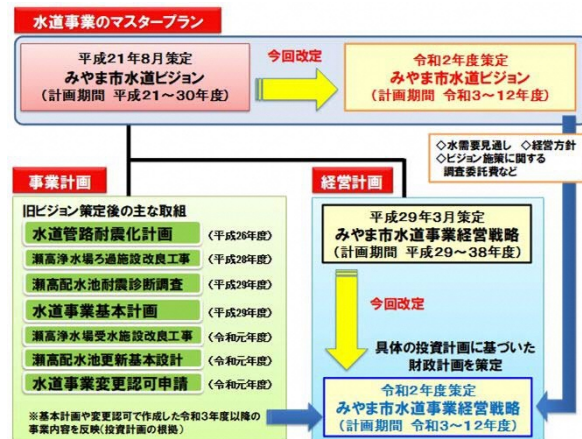 水道事業のマスタープラン
平成21年8月策定
みやま市水道ビジョン
(計画期間 平成21～30年度)
今回改定
令和2年度策定
みやま市水道ビジョン
(計画期間 令和3～12年度)
◇水需要見通し ◇経営方針
◇ビジョン施策に関する
調査委託費など
事業計画
旧ビジョン策定後の主な取組
水道管路耐震化計画 (平成26年度)
瀬高浄水場ろ過施設改良工事 (平成28年度)
瀬高配水池耐震診断調査 (平成29年度)
水道事業基本計画 (平成29年度)
瀬高浄水場受水施設改良工事 (令和元年度)
瀬高配水池更新基本設計 (令和元年度)
水道事業変更認可申請 (令和元年度)
※基本計画や変更認可で作成した令和3年度以降の
事業内容を反映(投資計画の根拠)
経営計画
平成29年3月策定
みやま市水道事業経営戦略
(計画期間 平成29～38年度)
今回改定
具体の投資計画に基づいた
財政計画を策定
令和2年度策定
みやま市水道事業経営戦略
(計画期間 令和3～12年度)